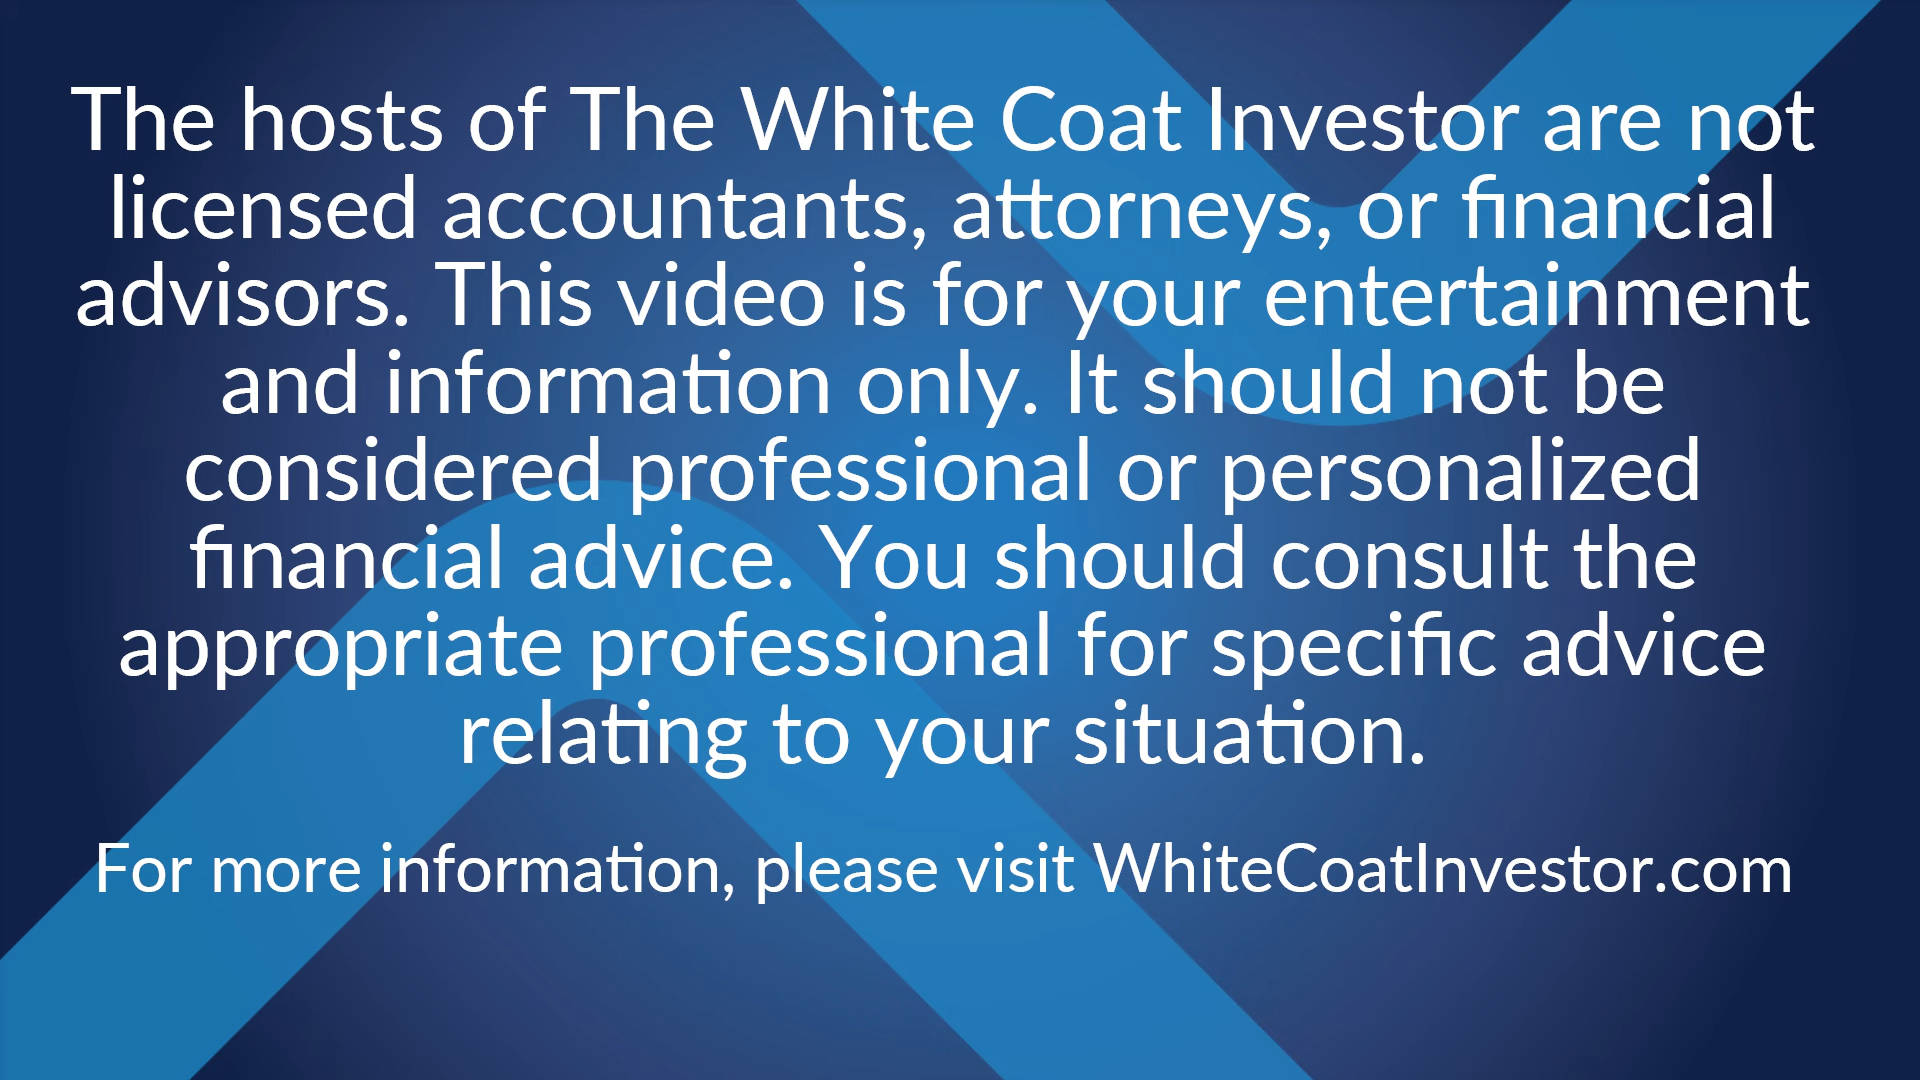 The hosts of The White Coat Investor are not
licensed accountants, attorneys, or financial
advisors. This video is for your entertainment
and information only. It should not be
considered professional or personalized
financial advice. You should consult the
appropriate professional for specific advice
relating to your situation.
For more information, please visit WhiteCoatInvestor.com